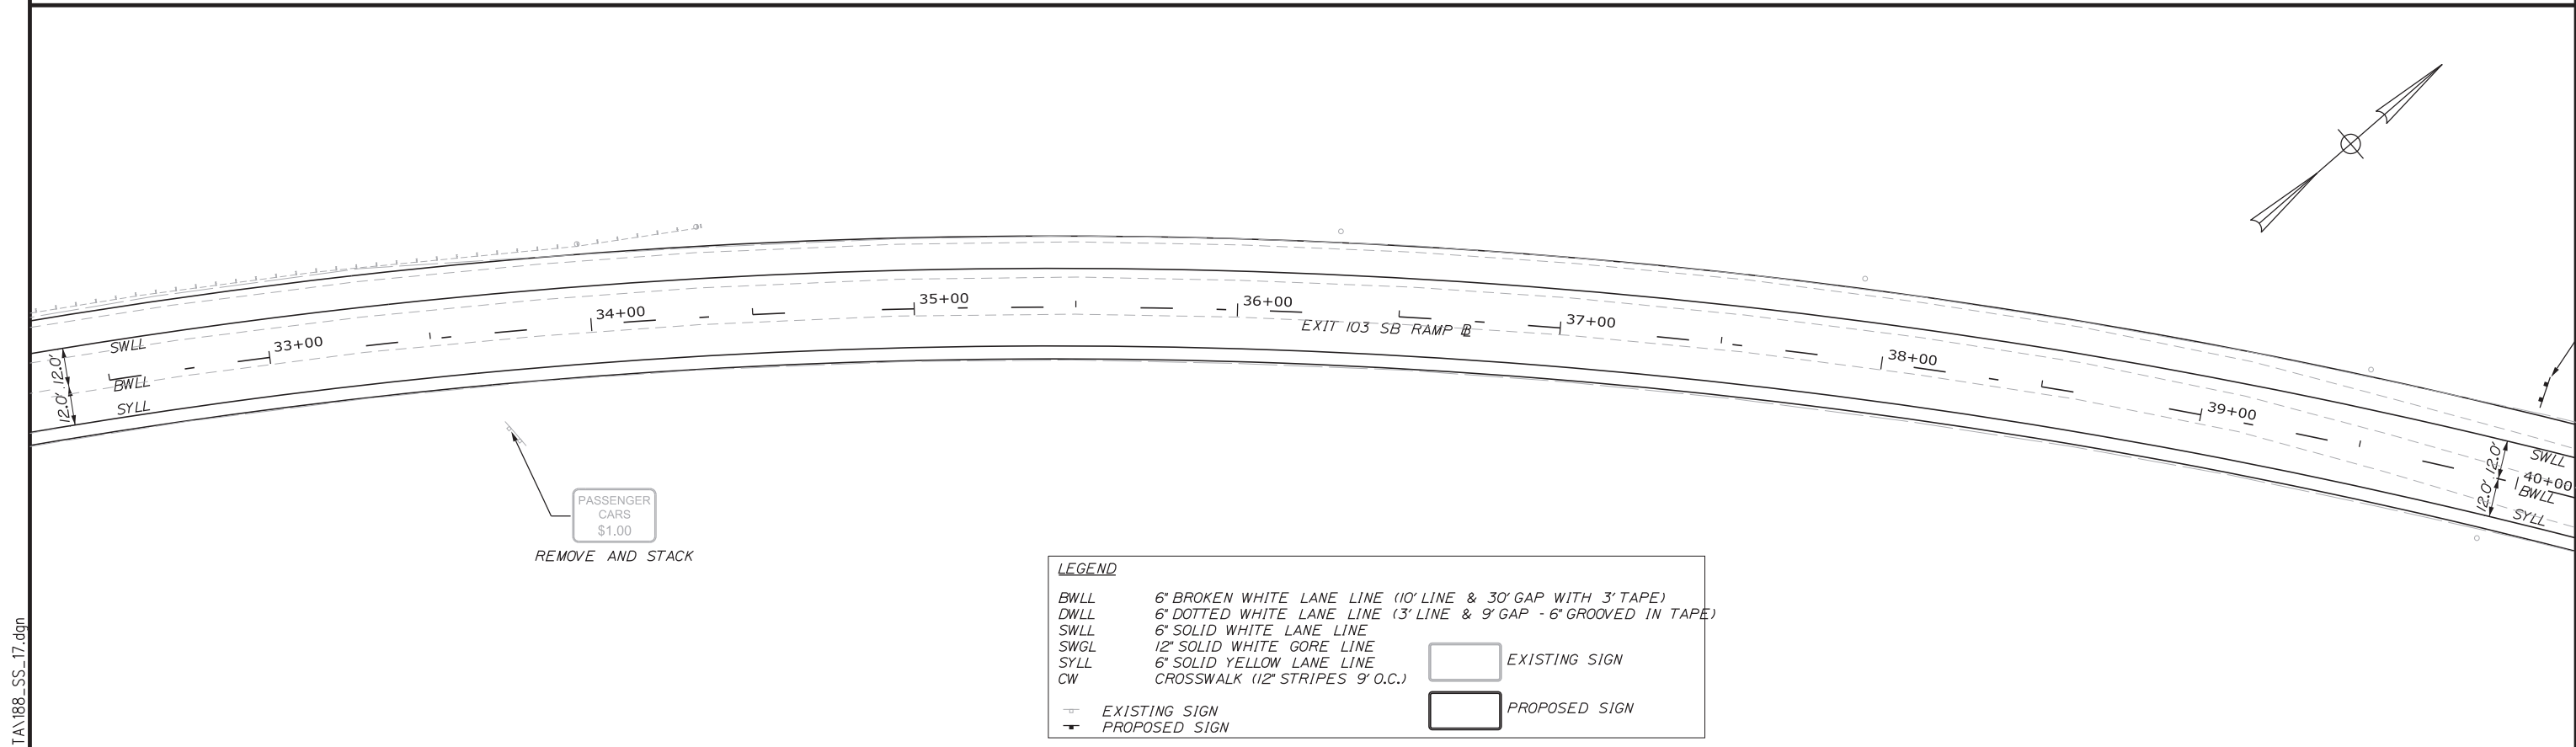 33+00
34+00
35+00
36+00
37+00
38+00
39+00
40+00
SWLL
BWLL
SYLL
12.0'
12.0'
EXIT 103 SB RAMP ℄
SWLL
BWLL
SYLL
12.0'
12.0'
PASSENGER
CARS
$1.00
REMOVE AND STACK
LEGEND
BWLL 6" BROKEN WHITE LANE LINE (10' LINE & 30' GAP WITH 3' TAPE)
DWLL 6" DOTTED WHITE LANE LINE (3' LINE & 9' GAP - 6" GROOVED IN TAPE)
SWLL 6" SOLID WHITE LANE LINE
SWGL 12" SOLID WHITE GORE LINE
SYLL 6" SOLID YELLOW LANE LINE
CW CROSSWALK (12" STRIPES 9' O.C.)
EXISTING SIGN
PROPOSED SIGN
EXISTING SIGN
PROPOSED SIGN
TA\188_SS_17.dgn